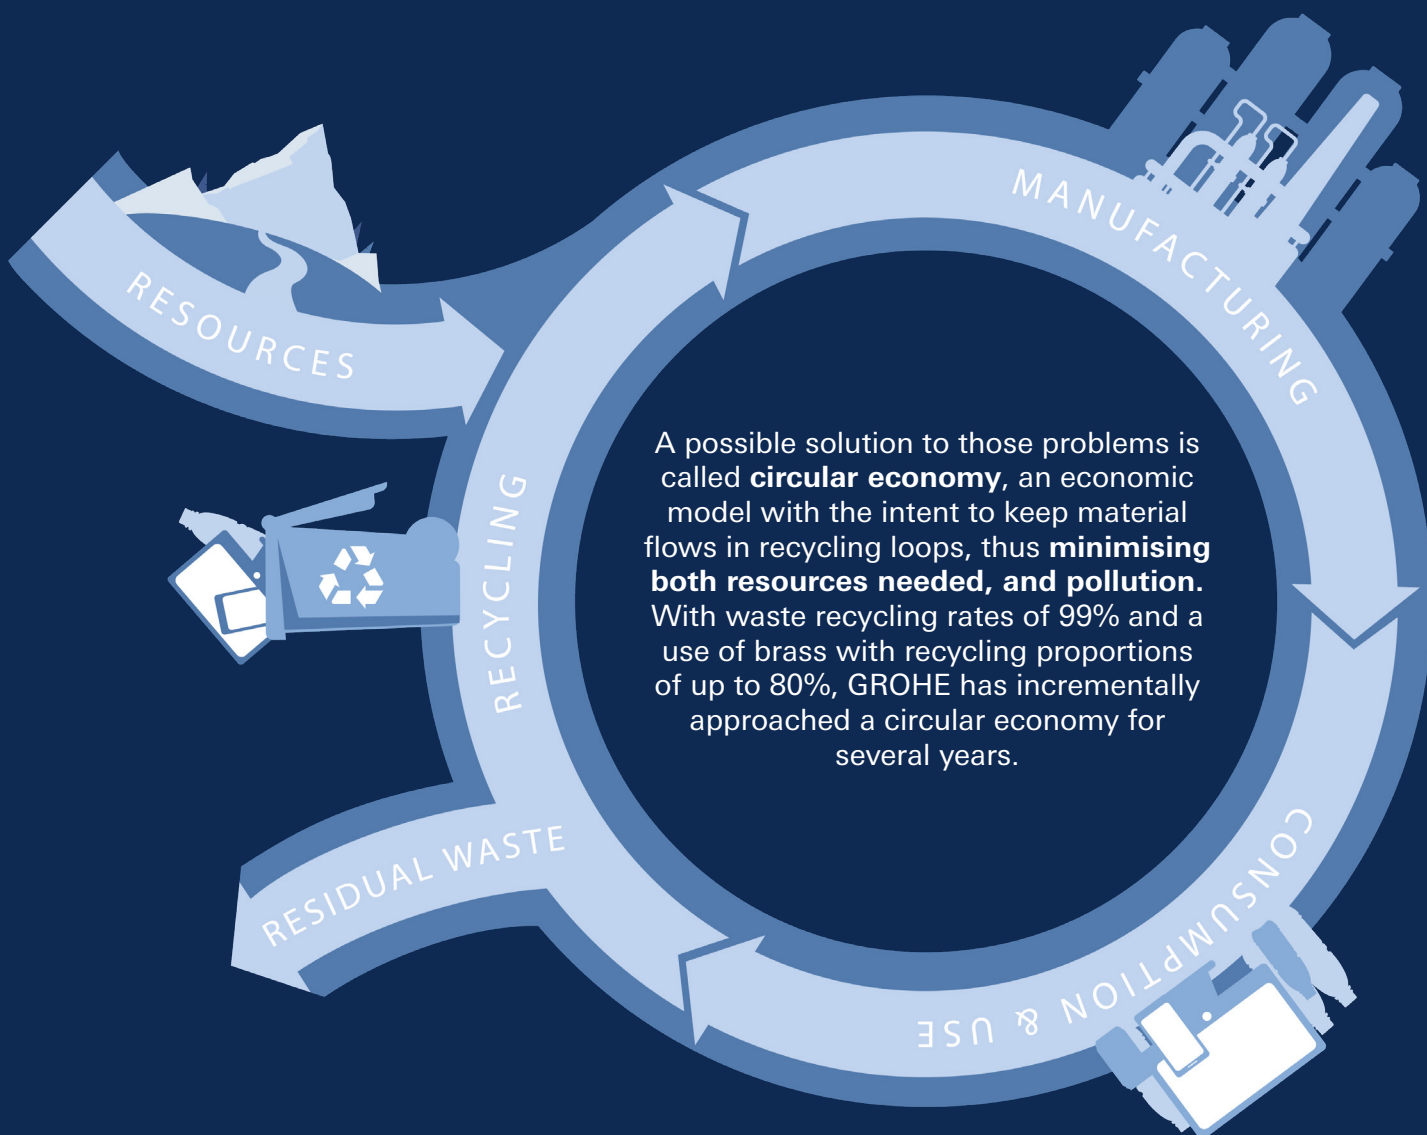 MANUFACTURING
RESOURCES
A possible solution to those problems is
called circular economy, an economic
model with the intent to keep material
flows in recycling loops, thus minimising
both resources needed, and pollution.
With waste recycling rates of 99% and a
use of brass with recycling proportions
of up to 80%, GROHE has incrementally
approached a circular economy for
several years.
RECYCLING
RESIDUAL WASTE
CONSUMPTION & USE